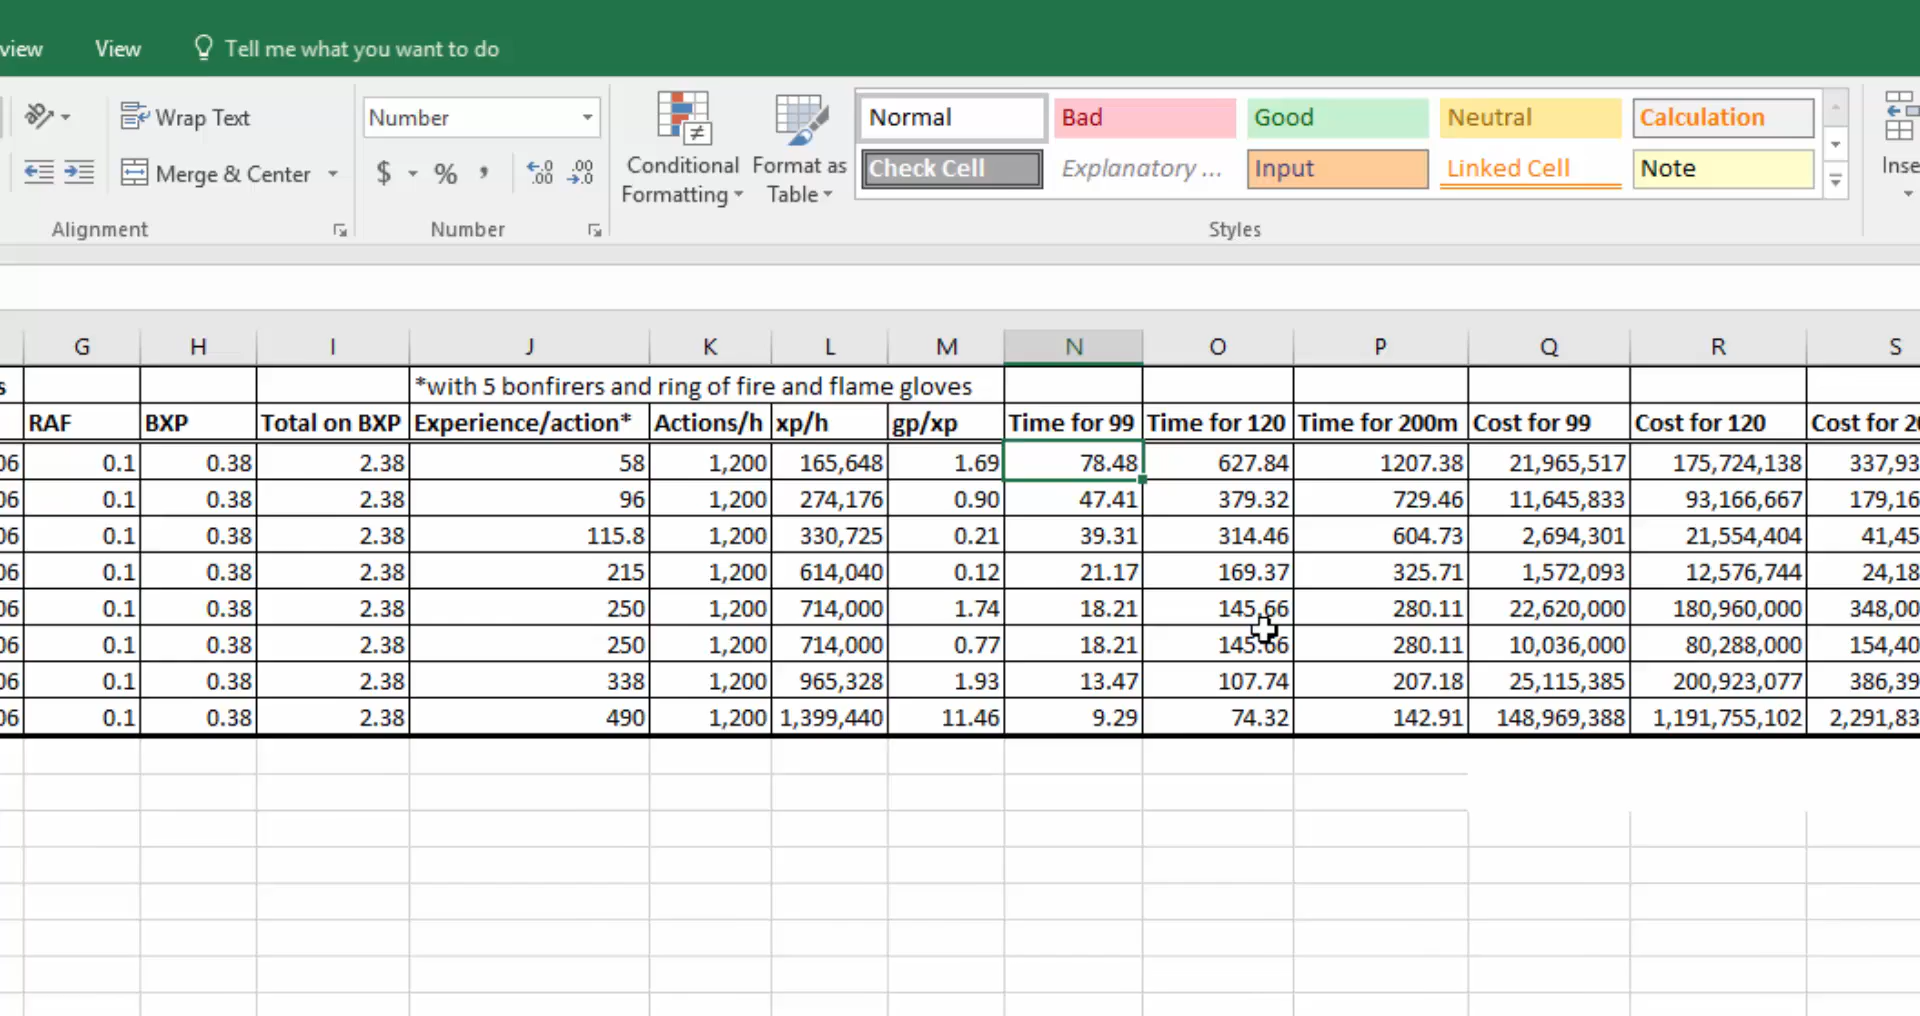 view View Tell me what you want to do
Wrap Text Number Normal Bad Good Neutral Calculation
Merge & Center $ % , .00 .00 Conditional Formatting Format as Table Check Cell Explanatory ... Input Linked Cell Note Inse
Alignment Number Styles
G H I J K L M N O P Q R S
s *with 5 bonfirers and ring of fire and flame gloves
RAF BXP Total on BXP Experience/action* Actions/h xp/h gp/xp Time for 99 Time for 120 Time for 200m Cost for 99 Cost for 120 Cost for 20
06 0.1 0.38 2.38 58 1,200 165,648 1.69 78.48 627.84 1207.38 21,965,517 175,724,138 337,93
06 0.1 0.38 2.38 96 1,200 274,176 0.90 47.41 379.32 729.46 11,645,833 93,166,667 179,16
06 0.1 0.38 2.38 115.8 1,200 330,725 0.21 39.31 314.46 604.73 2,694,301 21,554,404 41,45
06 0.1 0.38 2.38 215 1,200 614,040 0.12 21.17 169.37 325.71 1,572,093 12,576,744 24,18
06 0.1 0.38 2.38 250 1,200 714,000 1.74 18.21 145.66 280.11 22,620,000 180,960,000 348,00
06 0.1 0.38 2.38 250 1,200 714,000 0.77 18.21 145.66 280.11 10,036,000 80,288,000 154,40
06 0.1 0.38 2.38 338 1,200 965,328 1.93 13.47 107.74 207.18 25,115,385 200,923,077 386,39
06 0.1 0.38 2.38 490 1,200 1,399,440 11.46 9.29 74.32 142.91 148,969,388 1,191,755,102 2,291,83